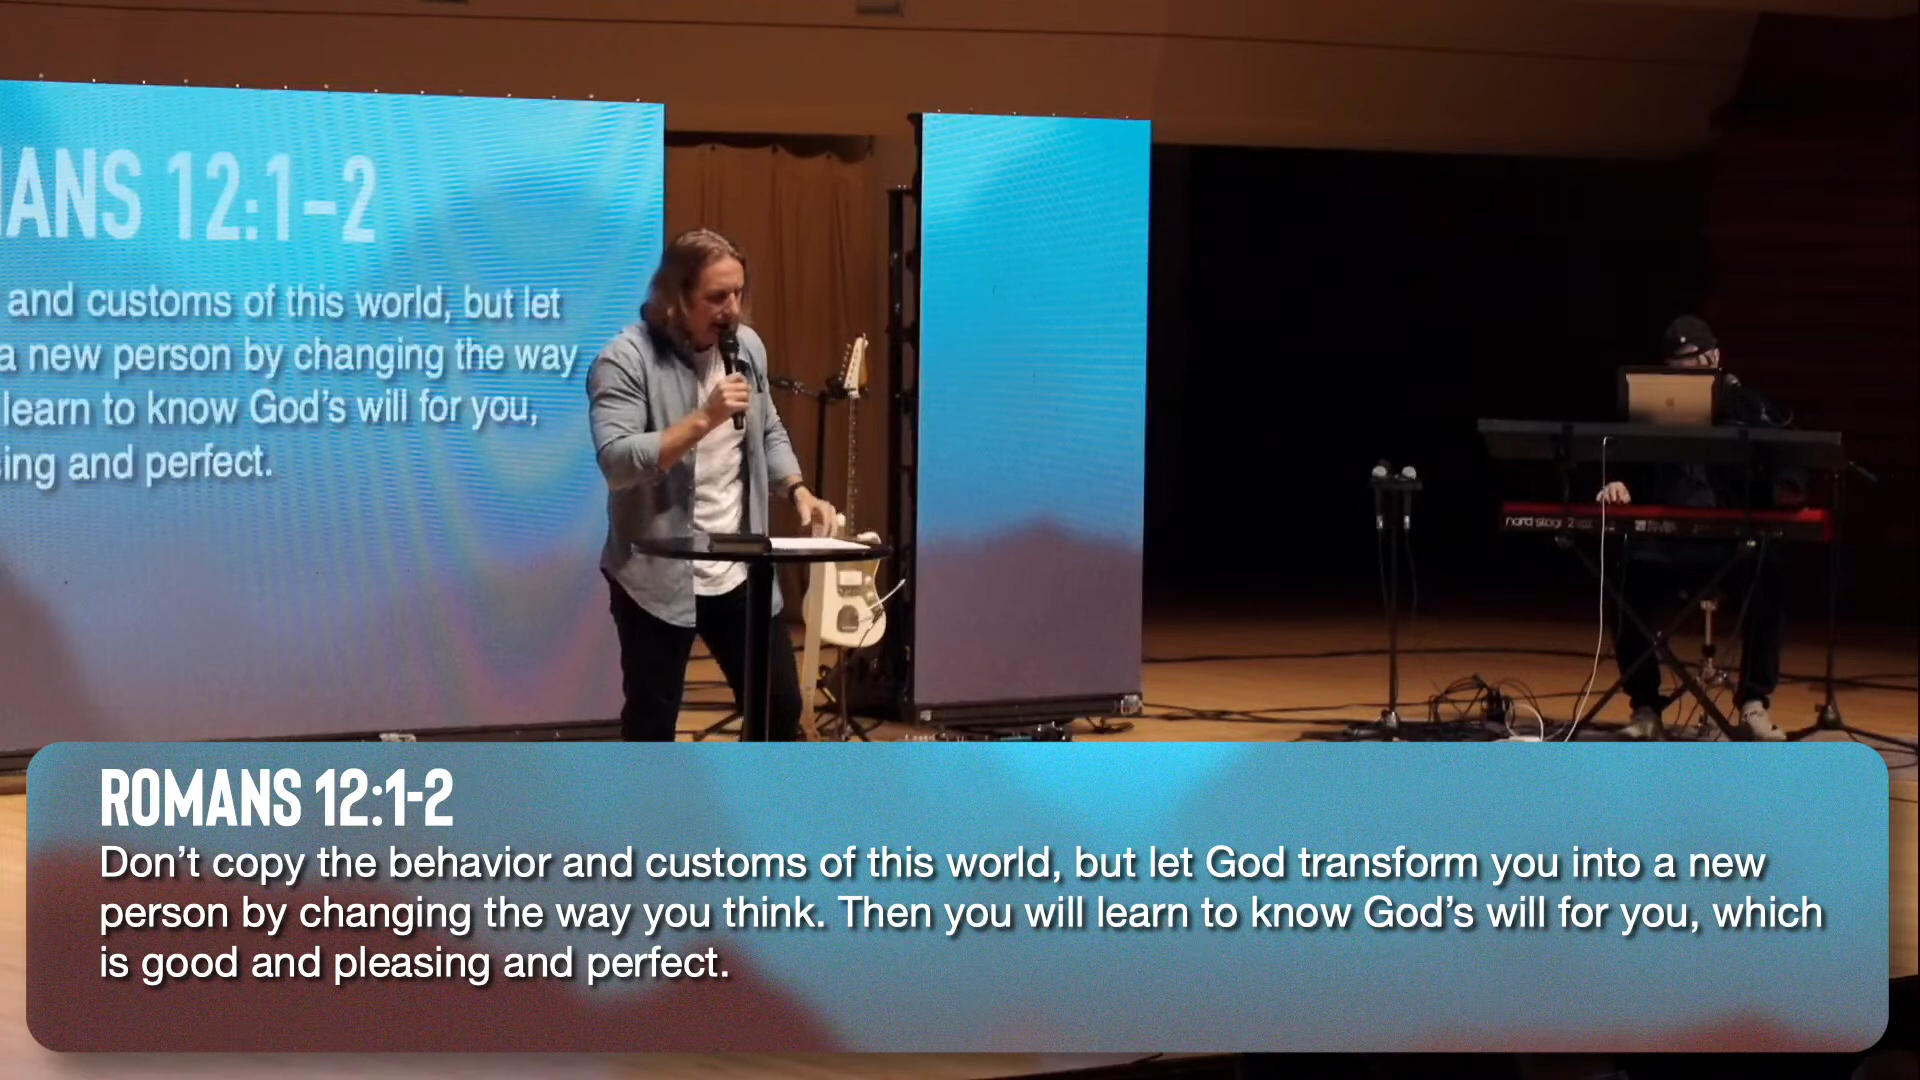 MANS 12:1-2
and customs of this world, but let
a new person by changing the way
learn to know God's will for you,
sing and perfect.
nord stage 2
ROMANS 12:1-2
Don't copy the behavior and customs of this world, but let God transform you into a new
person by changing the way you think. Then you will learn to know God's will for you, which
is good and pleasing and perfect.